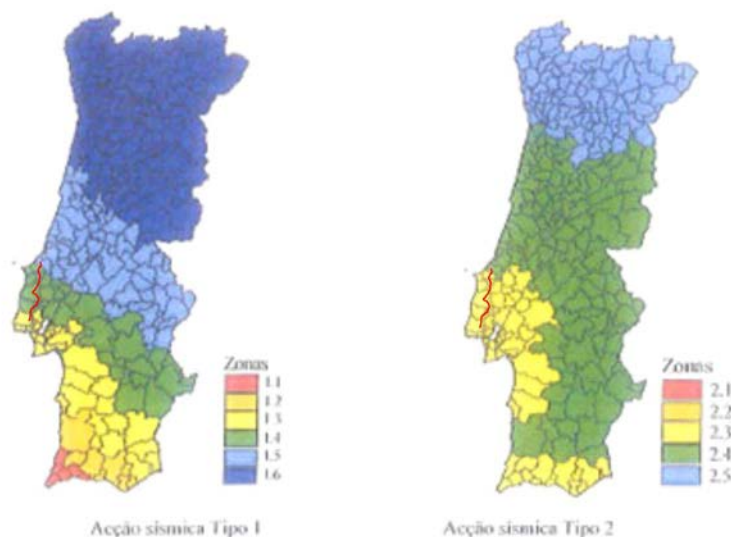 Zonas
1.1
1.2
1.3
1.4
1.5
1.6
Acção sísmica Tipo 1
Zonas
2.1
2.2
2.3
2.4
2.5
Acção sísmica Tipo 2